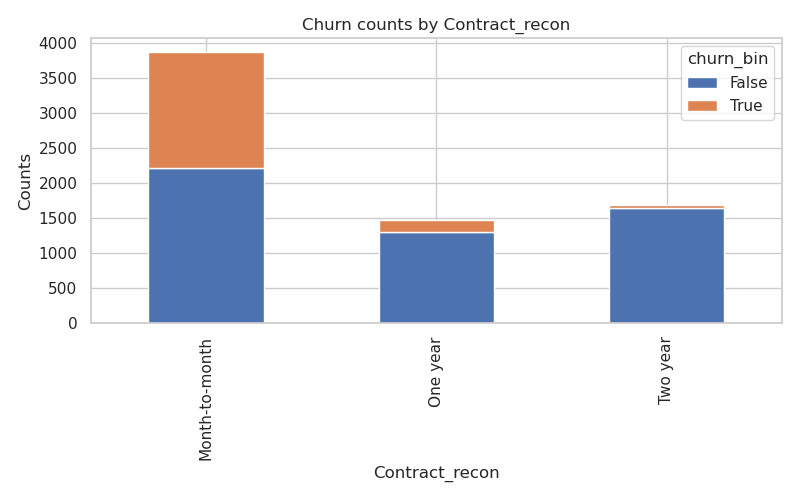 Churn counts by Contract_recon
churn_bin
False
True
Counts
4000
3500
3000
2500
2000
1500
1000
500
0
Month-to-month
One year
Two year
Contract_recon